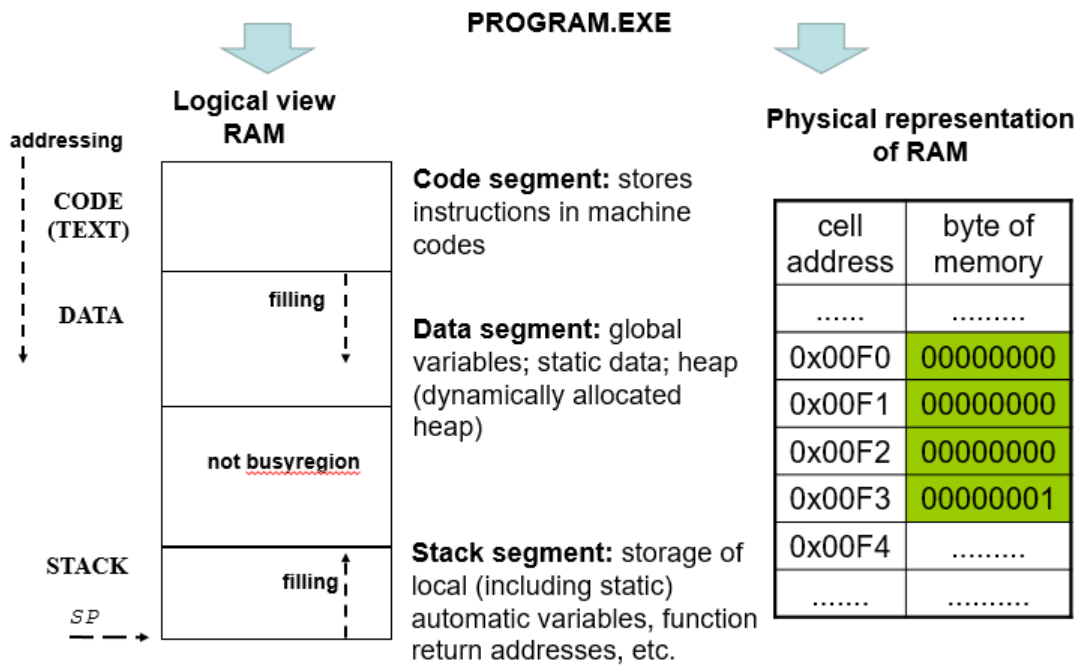 PROGRAM.EXE
Logical view
RAM
addressing
CODE
(TEXT)
DATA
STACK
SP
filling
not busyregion
filling
Code segment: stores
instructions in machine
codes
Data segment: global
variables; static data; heap
(dynamically allocated
heap)
Stack segment: storage of
local (including static)
automatic variables, function
return addresses, etc.
Physical representation
of RAM
cell address byte of memory
...... .........
0x00F0 00000000
0x00F1 00000000
0x00F2 00000000
0x00F3 00000001
0x00F4 .........
....... ..........